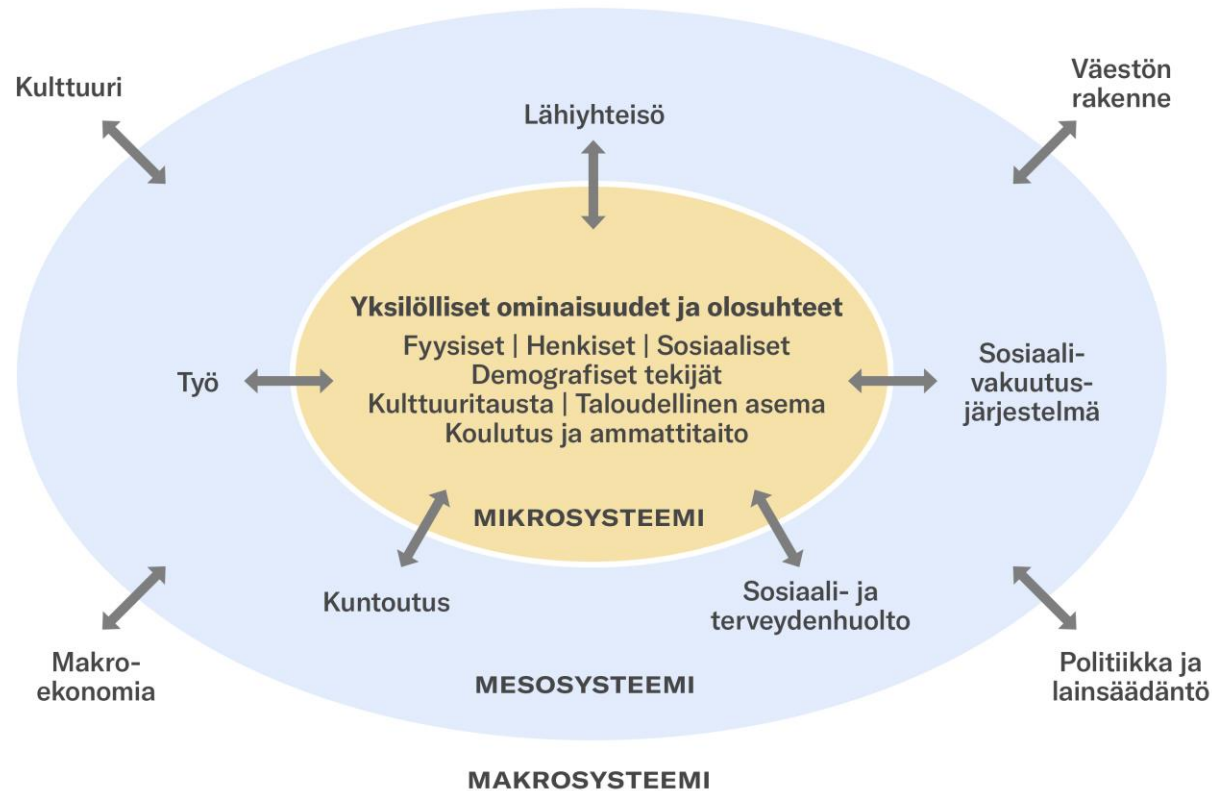 Kulttuuri
Väestön
rakenne
Lähiyhteisö
Yksilölliset ominaisuudet ja olosuhteet
Fyysiset | Henkiset | Sosiaaliset
Demografiset tekijät
Kulttuuritausta | Taloudellinen asema
Koulutus ja ammattitaito
MIKROSYSTEEMI
Työ
Sosiaali-
vakuutus-
järjestelmä
Kuntoutus
Sosiaali- ja
terveydenhuolto
MESOSYSTEEMI
Makro-
ekonomia
Politiikka ja
lainsäädäntö
MAKROSYSTEEMI